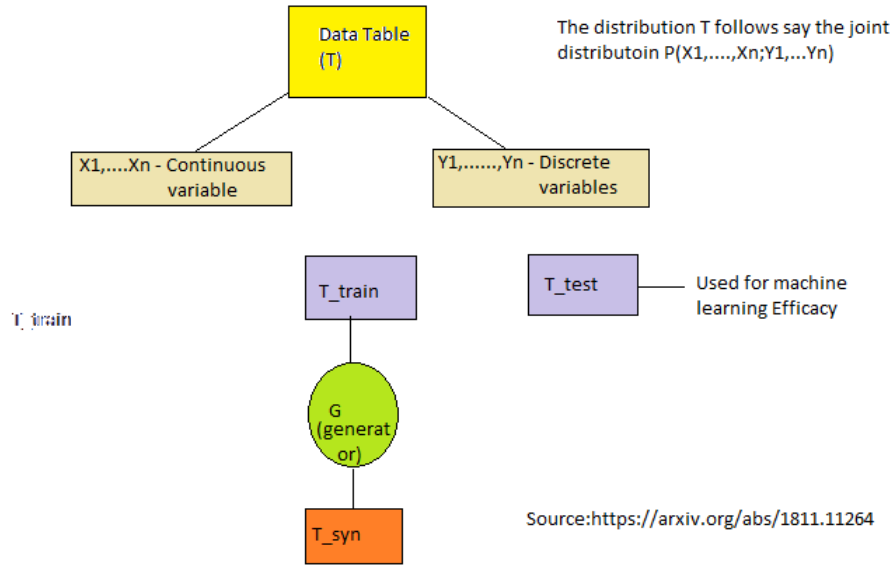 Data Table
(T)
The distribution T follows say the joint
distributoin P(X1,....,Xn;Y1,...Yn)
X1,....Xn - Continuous
variable
Y1,......,Yn - Discrete
variables
T_train
T_test
Used for machine
learning Efficacy
T_train
G
(generat
or)
T_syn
Source:https://arxiv.org/abs/1811.11264